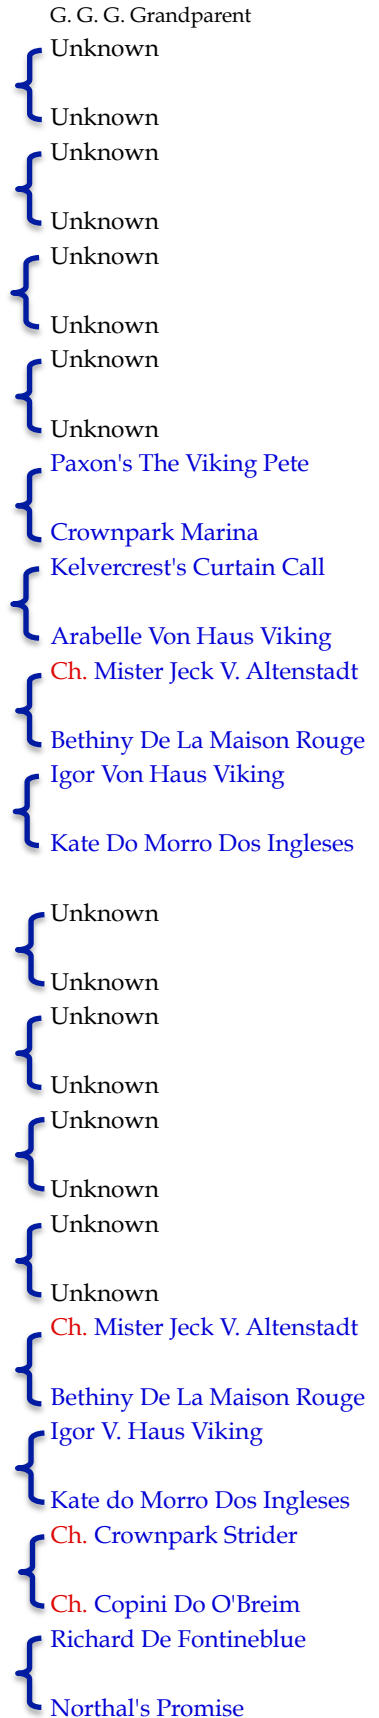 G. G. G. Grandparent
Unknown
Unknown
Unknown
Unknown
Unknown
Unknown
Unknown
Unknown
Paxon's The Viking Pete
Crownpark Marina
Kelvercrest's Curtain Call
Arabelle Von Haus Viking
Ch. Mister Jeck V. Altenstadt
Bethiny De La Maison Rouge
Igor Von Haus Viking
Kate Do Morro Dos Ingleses
Unknown
Unknown
Unknown
Unknown
Unknown
Unknown
Unknown
Unknown
Ch. Mister Jeck V. Altenstadt
Bethiny De La Maison Rouge
Igor V. Haus Viking
Kate do Morro Dos Ingleses
Ch. Crownpark Strider
Ch. Copini Do O'Breim
Richard De Fontineblue
Northal's Promise